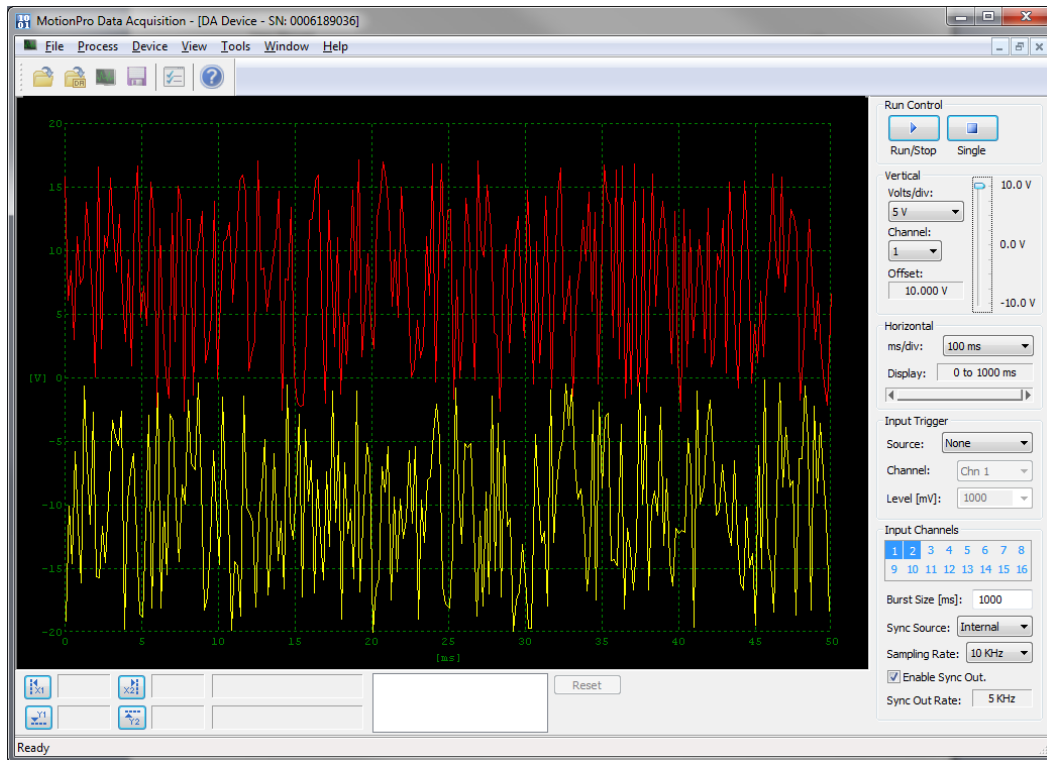 MotionPro Data Acquisition - [DA Device - SN: 0006189036]
File Process Device View Tools Window Help
DA
20
15
10
5
[V] 0
-5
-10
-15
-20
0 5 10 15 20 25 30 35 40 45 50
[ms]
X1 X2
Y1 Y2
Reset
Ready
Run Control
Run/Stop Single
Vertical
Volts/div:
5 V
Channel:
1
Offset:
10.000 V
10.0 V
0.0 V
-10.0 V
Horizontal
ms/div: 100 ms
Display: 0 to 1000 ms
Input Trigger
Source: None
Channel: Chn 1
Level [mV]: 1000
Input Channels
1 2 3 4 5 6 7 8
9 10 11 12 13 14 15 16
Burst Size [ms]: 1000
Sync Source: Internal
Sampling Rate: 10 KHz
Enable Sync Out.
Sync Out Rate: 5 KHz